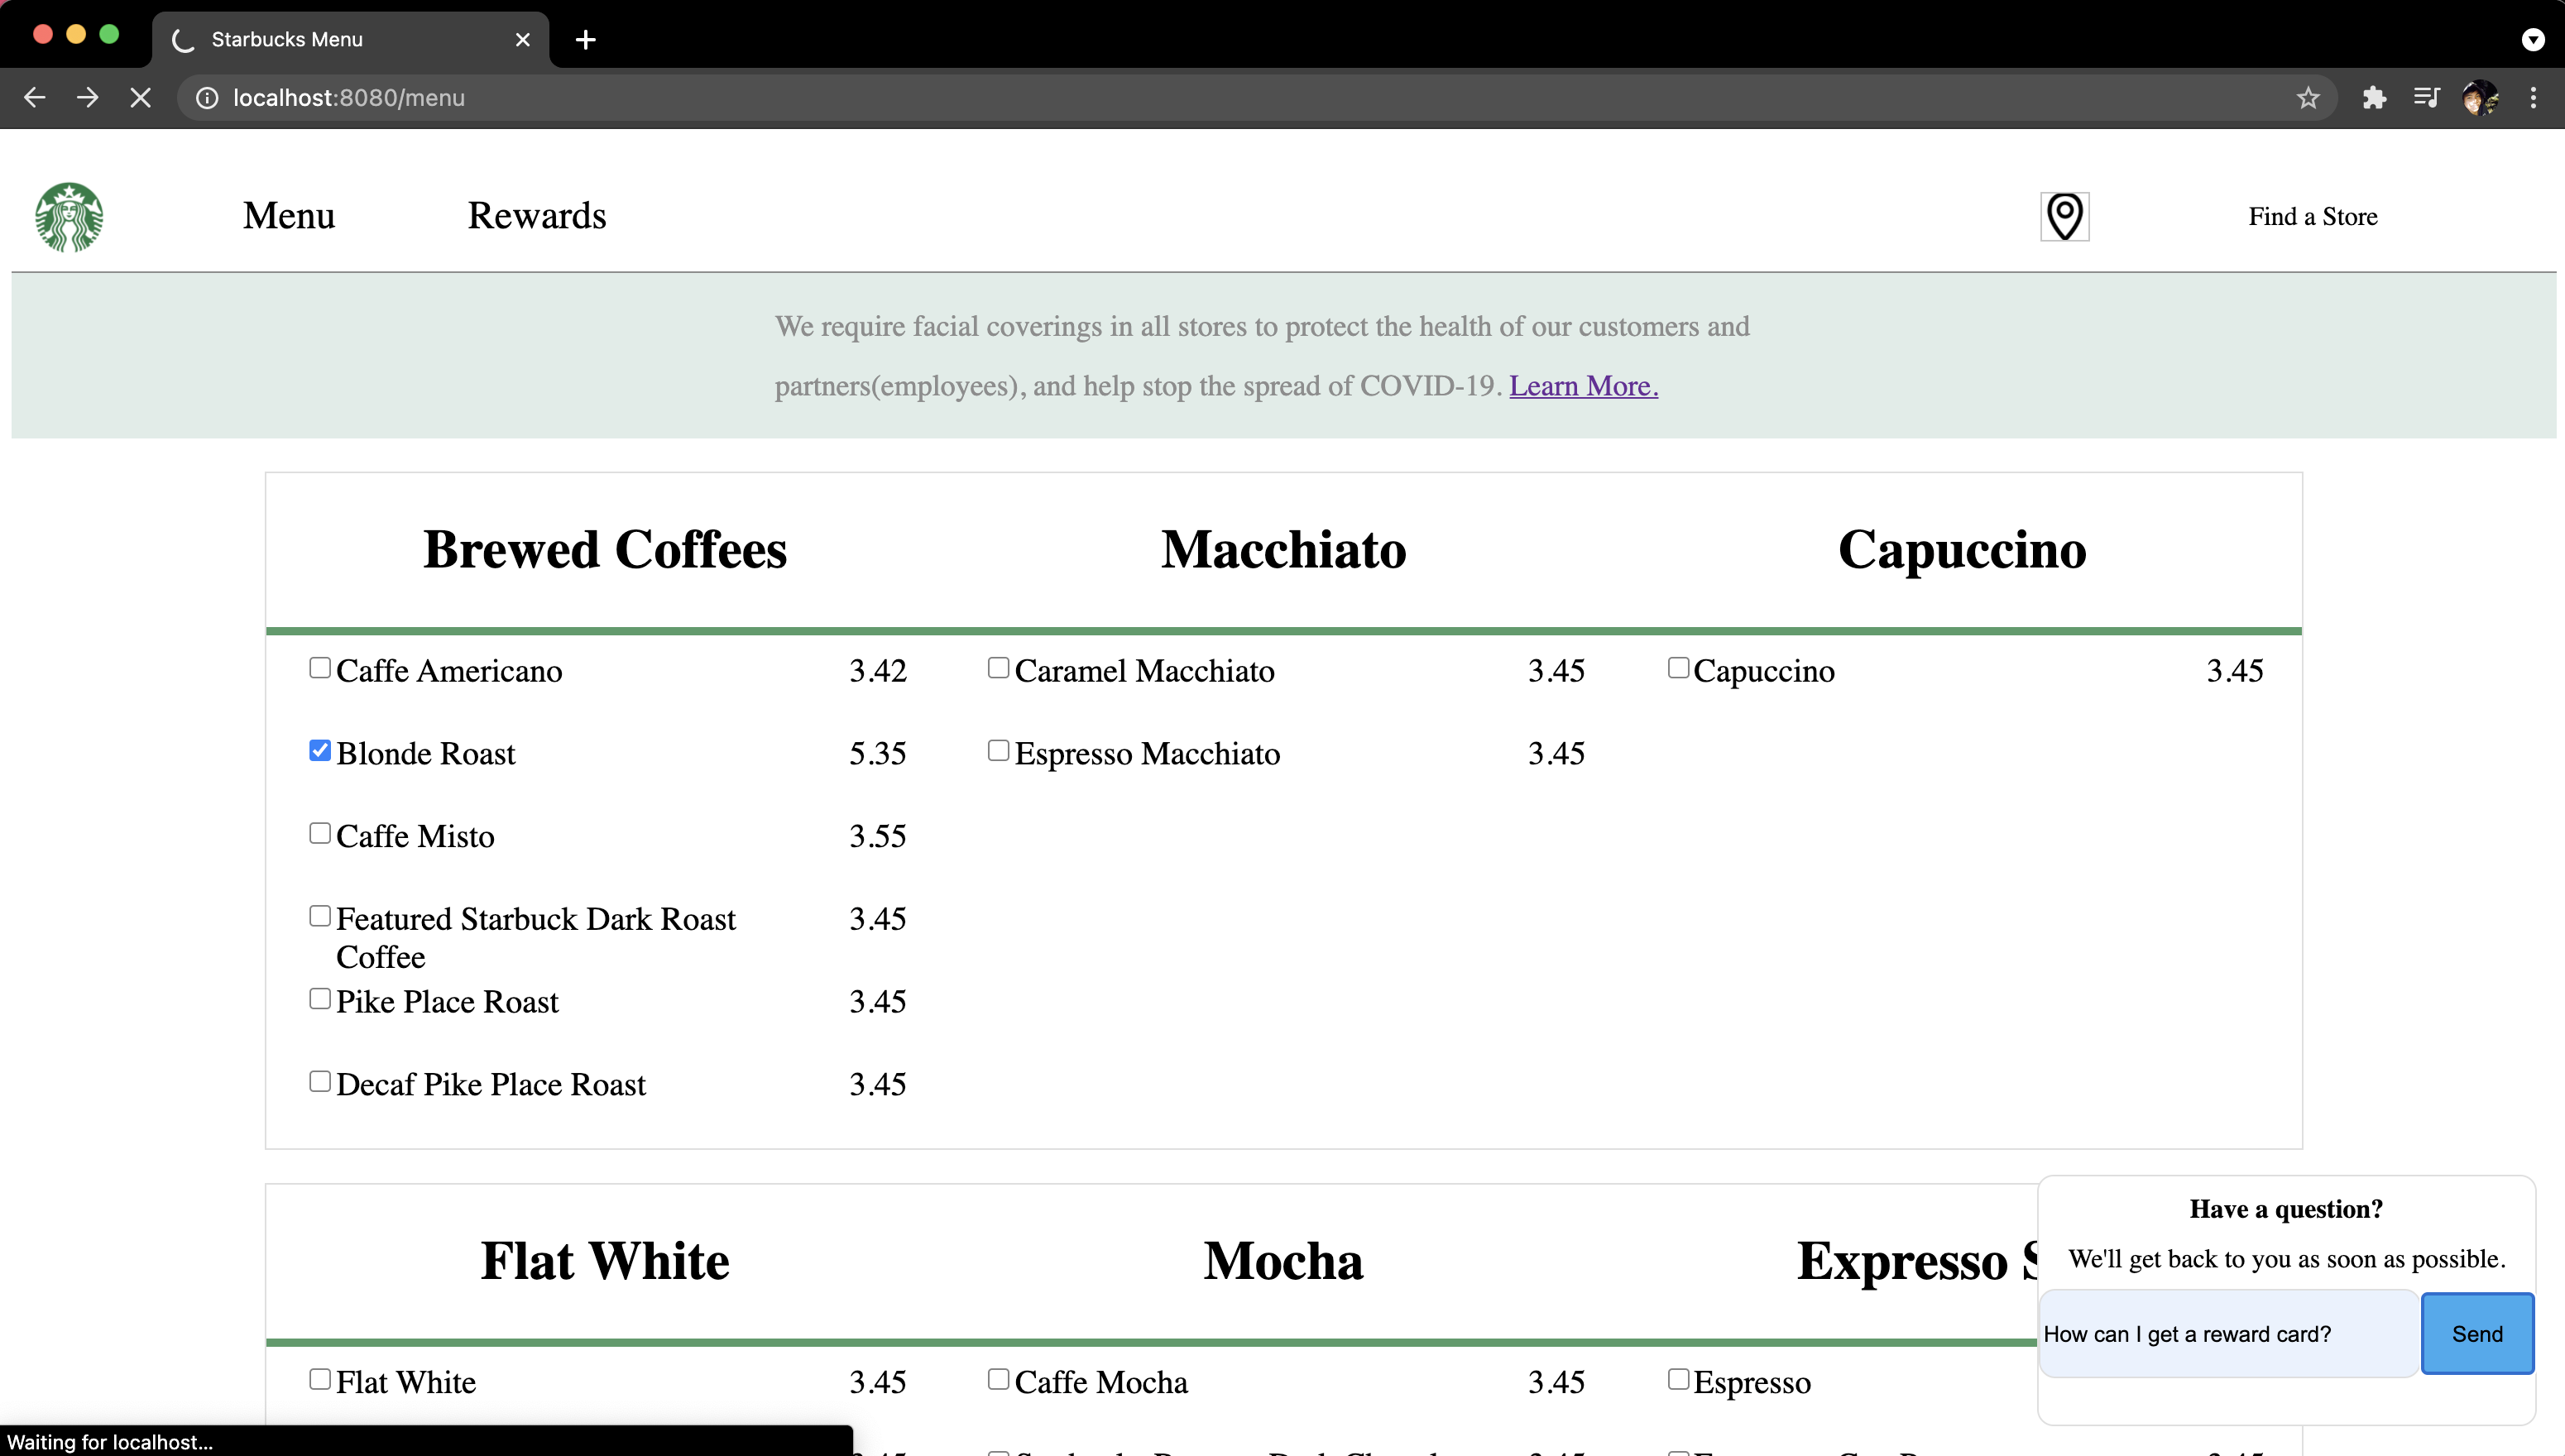 Starbucks Menu
localhost:8080/menu
Menu Rewards Find a Store
We require facial coverings in all stores to protect the health of our customers and
partners(employees), and help stop the spread of COVID-19. Learn More.
Brewed Coffees Macchiato Capuccino
Caffe Americano 3.42 Caramel Macchiato 3.45 Capuccino 3.45
Blonde Roast 5.35 Espresso Macchiato 3.45
Caffe Misto 3.55
Featured Starbuck Dark Roast 3.45
Coffee
Pike Place Roast 3.45
Decaf Pike Place Roast 3.45
Flat White Mocha Expresso
Flat White 3.45 Caffe Mocha 3.45 Espresso
Have a question?
We'll get back to you as soon as possible.
How can I get a reward card? Send
Waiting for localhost...